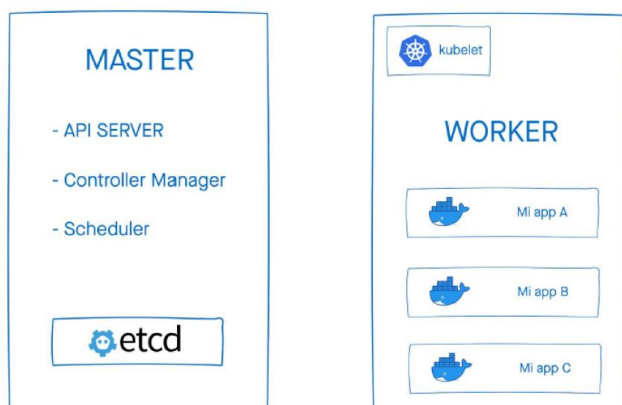 MASTER
- API SERVER
- Controller Manager
- Scheduler
etcd
kubelet
WORKER
Mi app A
Mi app B
Mi app C